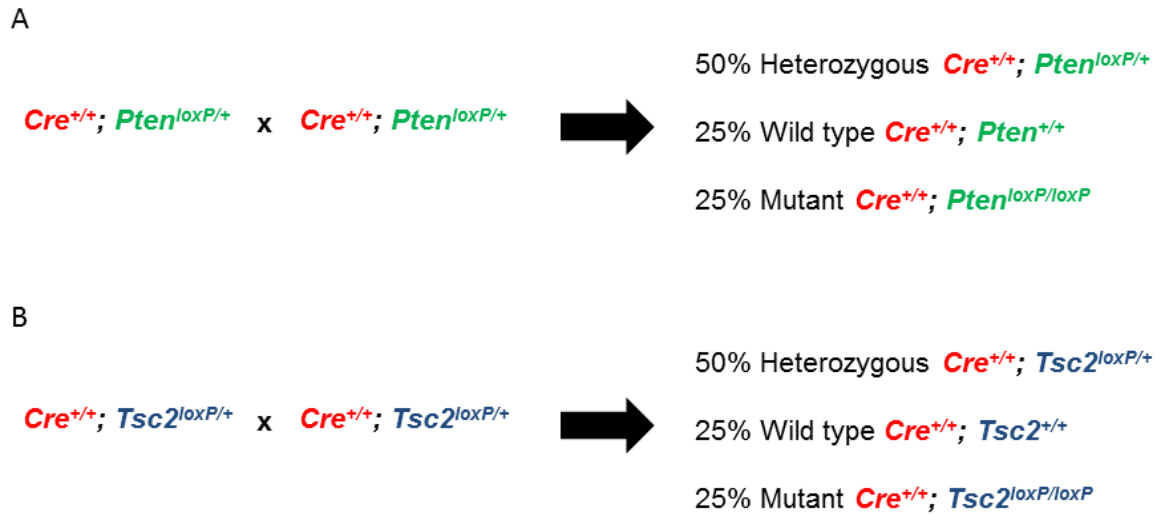 A
50% Heterozygous Cre+/+; PtenloxP/+
Cre+/+; PtenloxP/+ x Cre+/+; PtenloxP/+
25% Wild type Cre+/+; Pten+/+
25% Mutant Cre+/+; PtenloxP/loxP
B
50% Heterozygous Cre+/+; Tsc2loxP/+
Cre+/+; Tsc2loxP/+ x Cre+/+; Tsc2loxP/+
25% Wild type Cre+/+; Tsc2+/+
25% Mutant Cre+/+; Tsc2loxP/loxP